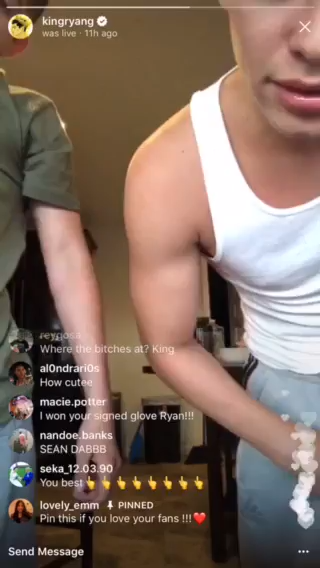 kingryang
was live · 11h ago
reygosa
Where the bitches at? King
al0ndrari0s
How cutee
macie.potter
I won your signed glove Ryan!!!
nandoe.banks
SEAN DABBB
seka_12.03.90
You best👆👆👆👆👆👆👆👆
lovely_emm 📌 PINNED
Pin this if you love your fans !!!❤️
Send Message